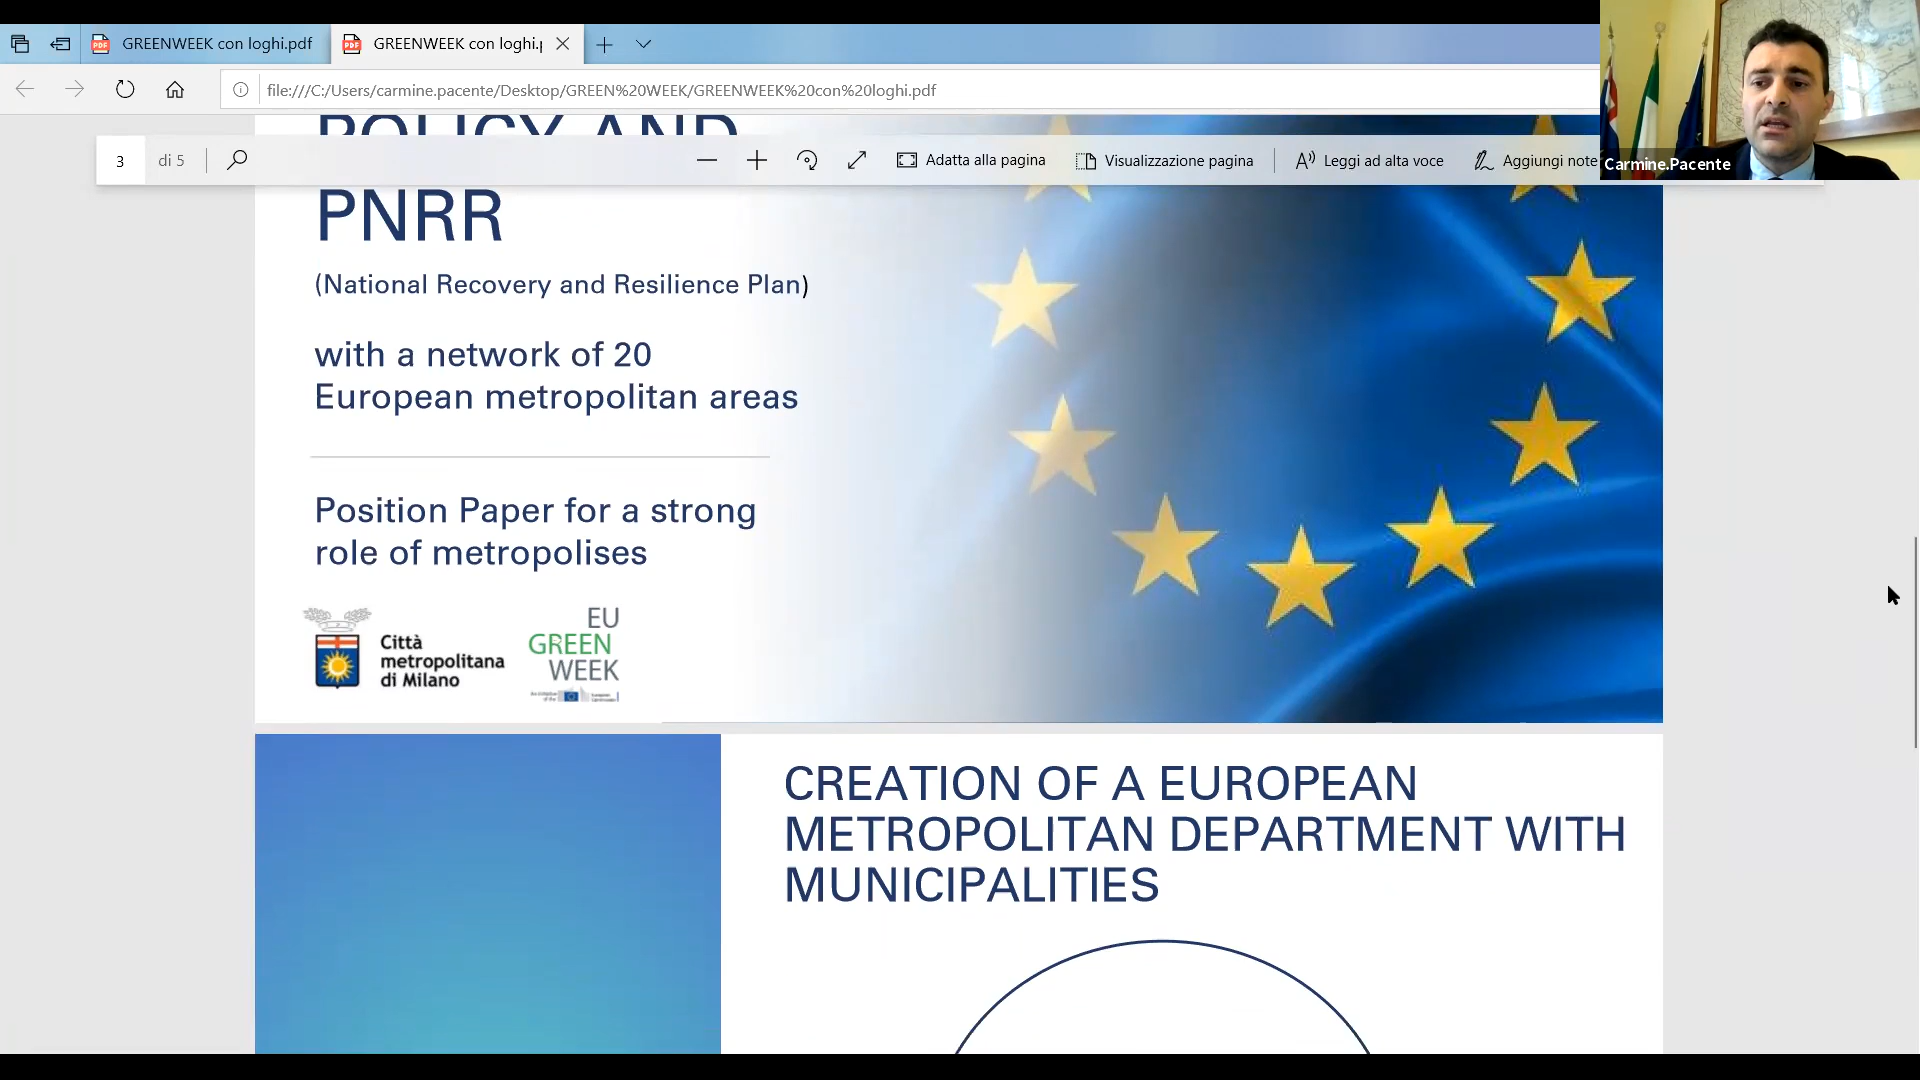 GREENWEEK con loghi.pdf
GREENWEEK con loghi.p
file:///C:/Users/carmine.pacente/Desktop/GREEN%20WEEK/GREENWEEK%20con%20loghi.pdf
POLICY AND
3 di 5
Adatta alla pagina
Visualizzazione pagina
Leggi ad alta voce
Aggiungi note
Carmine.Pacente
PNRR
(National Recovery and Resilience Plan)
with a network of 20
European metropolitan areas
Position Paper for a strong
role of metropolises
Città
metropolitana
di Milano
EU
GREEN
WEEK
CREATION OF A EUROPEAN
METROPOLITAN DEPARTMENT WITH
MUNICIPALITIES